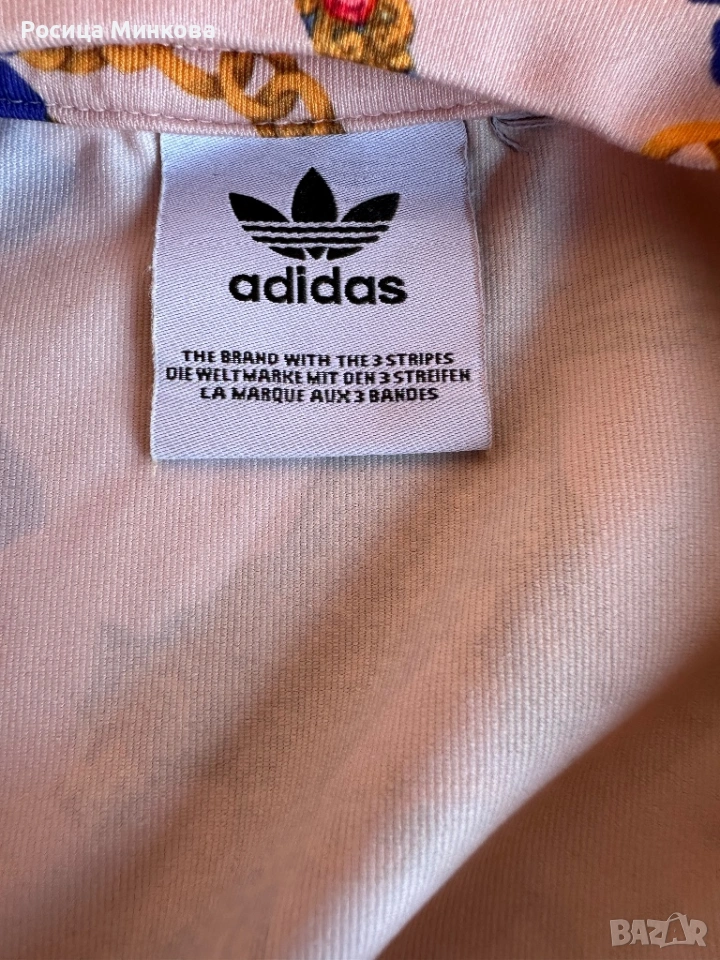 Росица Минкова
adidas
THE BRAND WITH THE 3 STRIPES
DIE WELTMARKE MIT DEN 3 STREIFEN
LA MARQUE AUX 3 BANDES
BAZAR